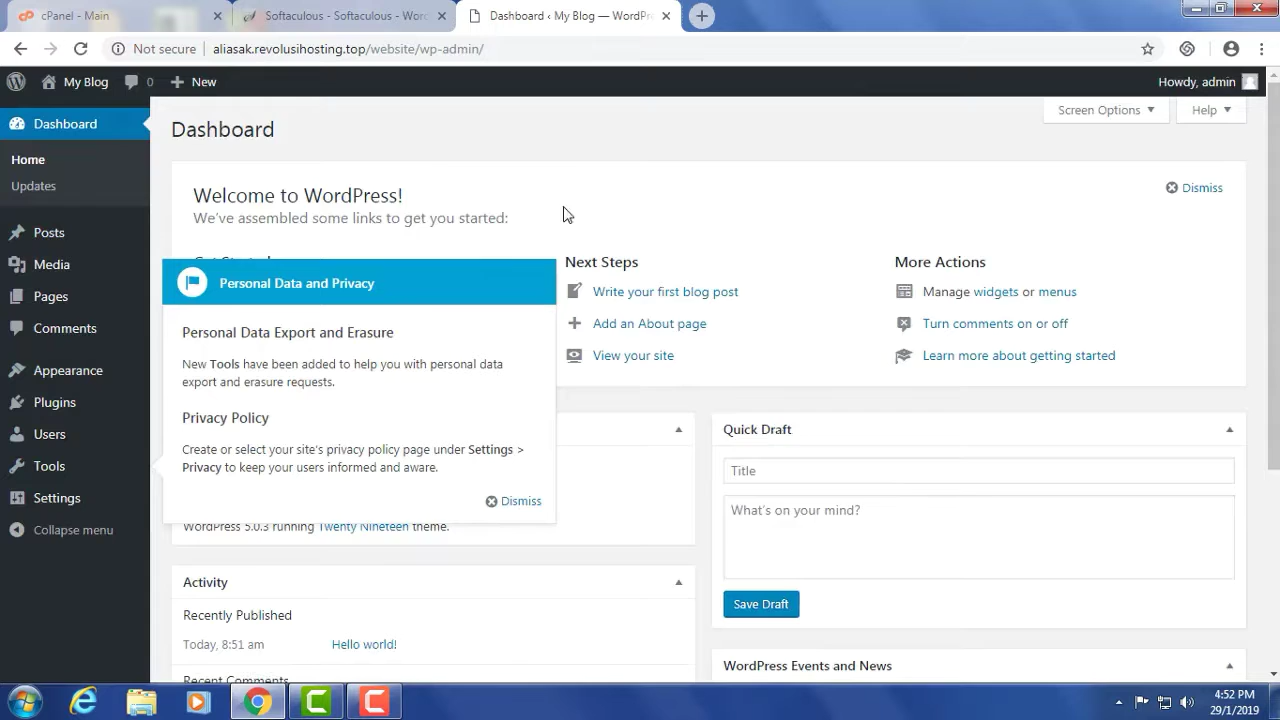 cPanel - Main
Softaculous - Softaculous - Wor
Dashboard ‹ My Blog — WordPr
Not secure
aliasak.revolusihosting.top/website/wp-admin/
My Blog
0
New
Howdy, admin
Dashboard
Home
Updates
Posts
Media
Pages
Comments
Appearance
Plugins
Users
Tools
Settings
Collapse menu
Screen Options
Help
Dashboard
Welcome to WordPress!
We've assembled some links to get you started:
Dismiss
Personal Data and Privacy
Personal Data Export and Erasure
New Tools have been added to help you with personal data
export and erasure requests.
Privacy Policy
Create or select your site's privacy policy page under Settings >
Privacy to keep your users informed and aware.
Dismiss
Next Steps
Write your first blog post
Add an About page
View your site
More Actions
Manage widgets or menus
Turn comments on or off
Learn more about getting started
WordPress 5.0.3 running Twenty Nineteen theme.
Activity
Recently Published
Today, 8:51 am
Hello world!
Recent Comments
Quick Draft
Title
What's on your mind?
Save Draft
WordPress Events and News
4:52 PM
29/1/2019